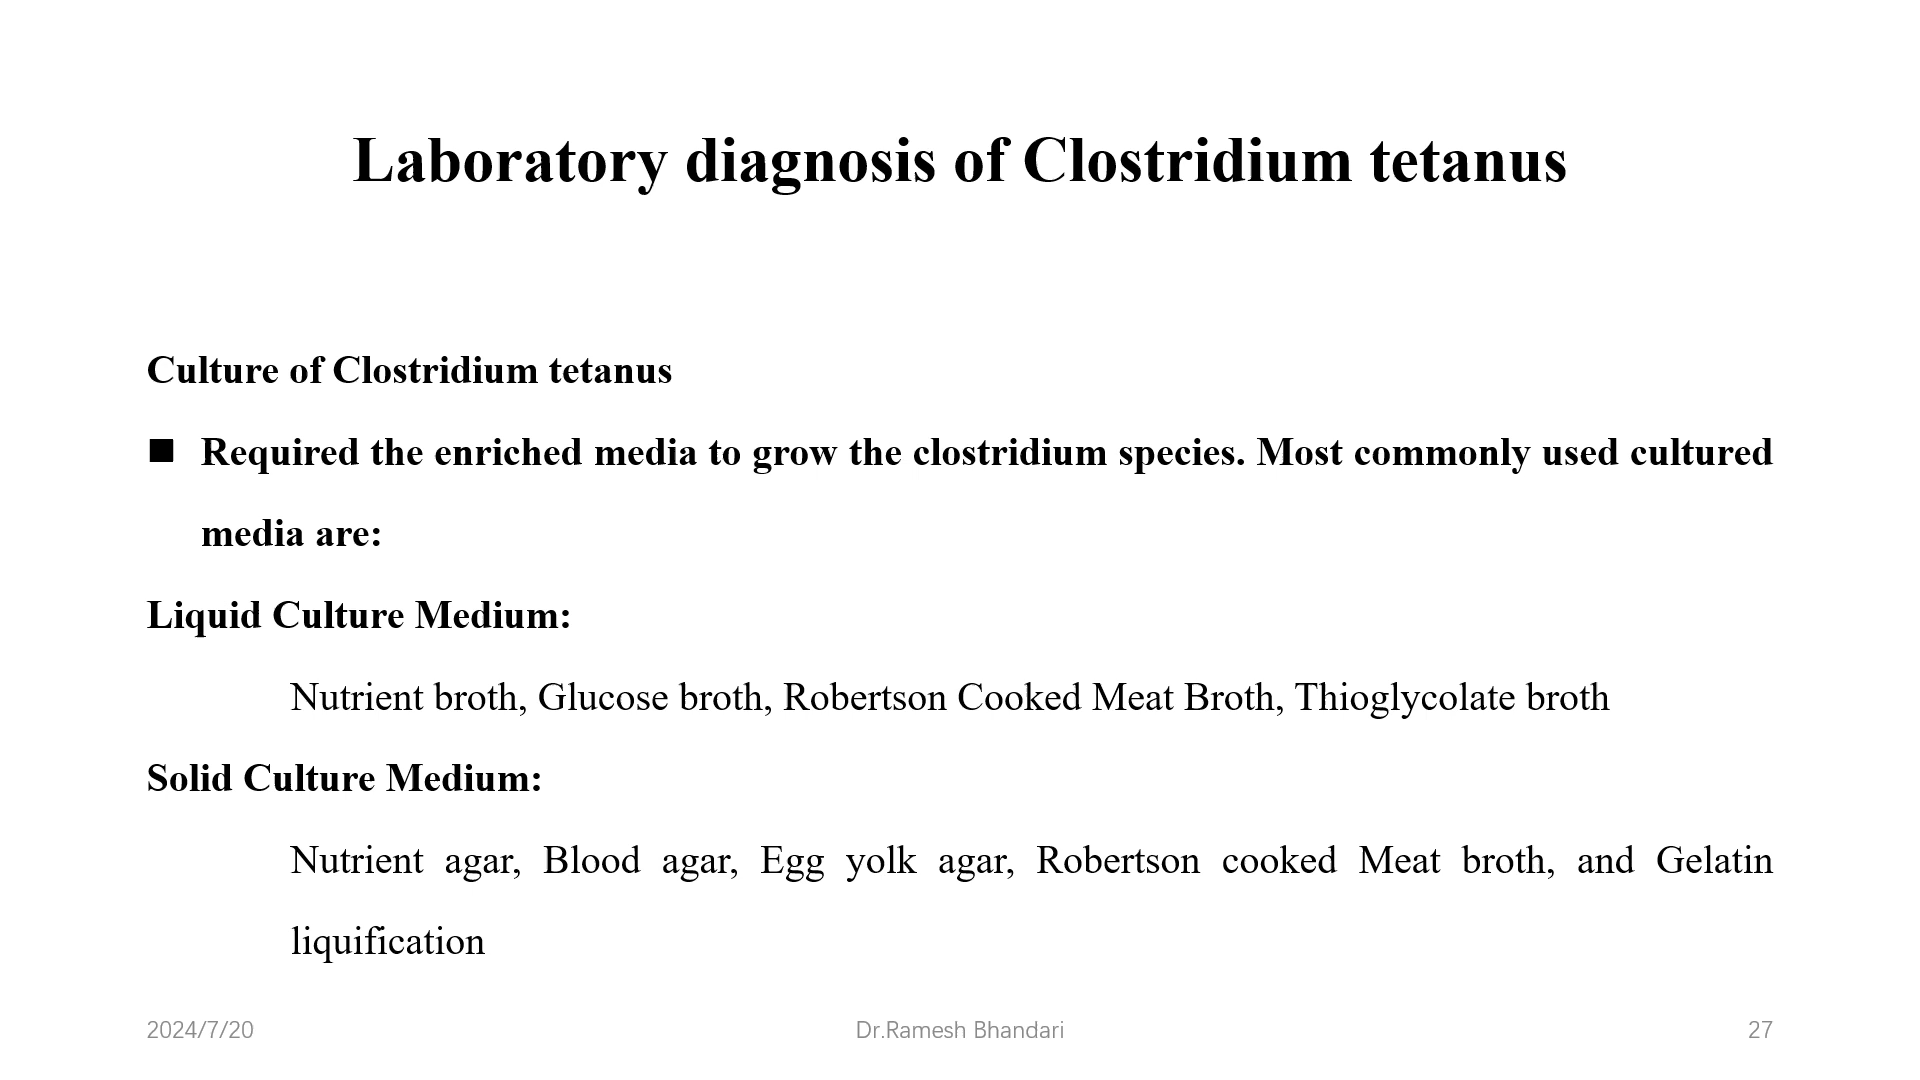 Laboratory diagnosis of Clostridium tetanus
Culture of Clostridium tetanus
■ Required the enriched media to grow the clostridium species. Most commonly used cultured
media are:
Liquid Culture Medium:
Nutrient broth, Glucose broth, Robertson Cooked Meat Broth, Thioglycolate broth
Solid Culture Medium:
Nutrient agar, Blood agar, Egg yolk agar, Robertson cooked Meat broth, and Gelatin
liquification
2024/7/20 Dr.Ramesh Bhandari 27